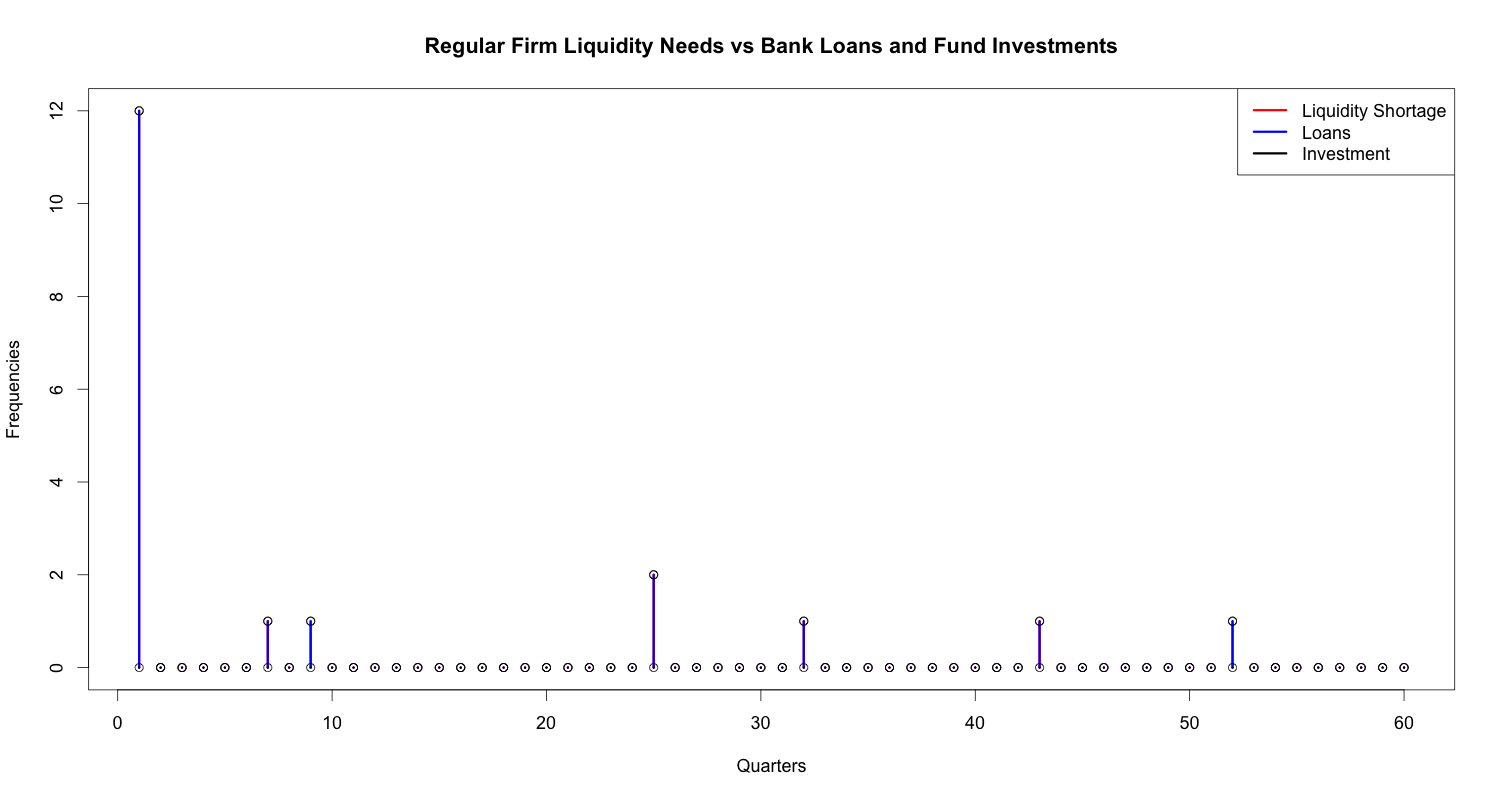 Regular Firm Liquidity Needs vs Bank Loans and Fund Investments
Liquidity Shortage
Loans
Investment
Frequencies
12
10
8
6
4
2
0
0 10 20 30 40 50 60
Quarters